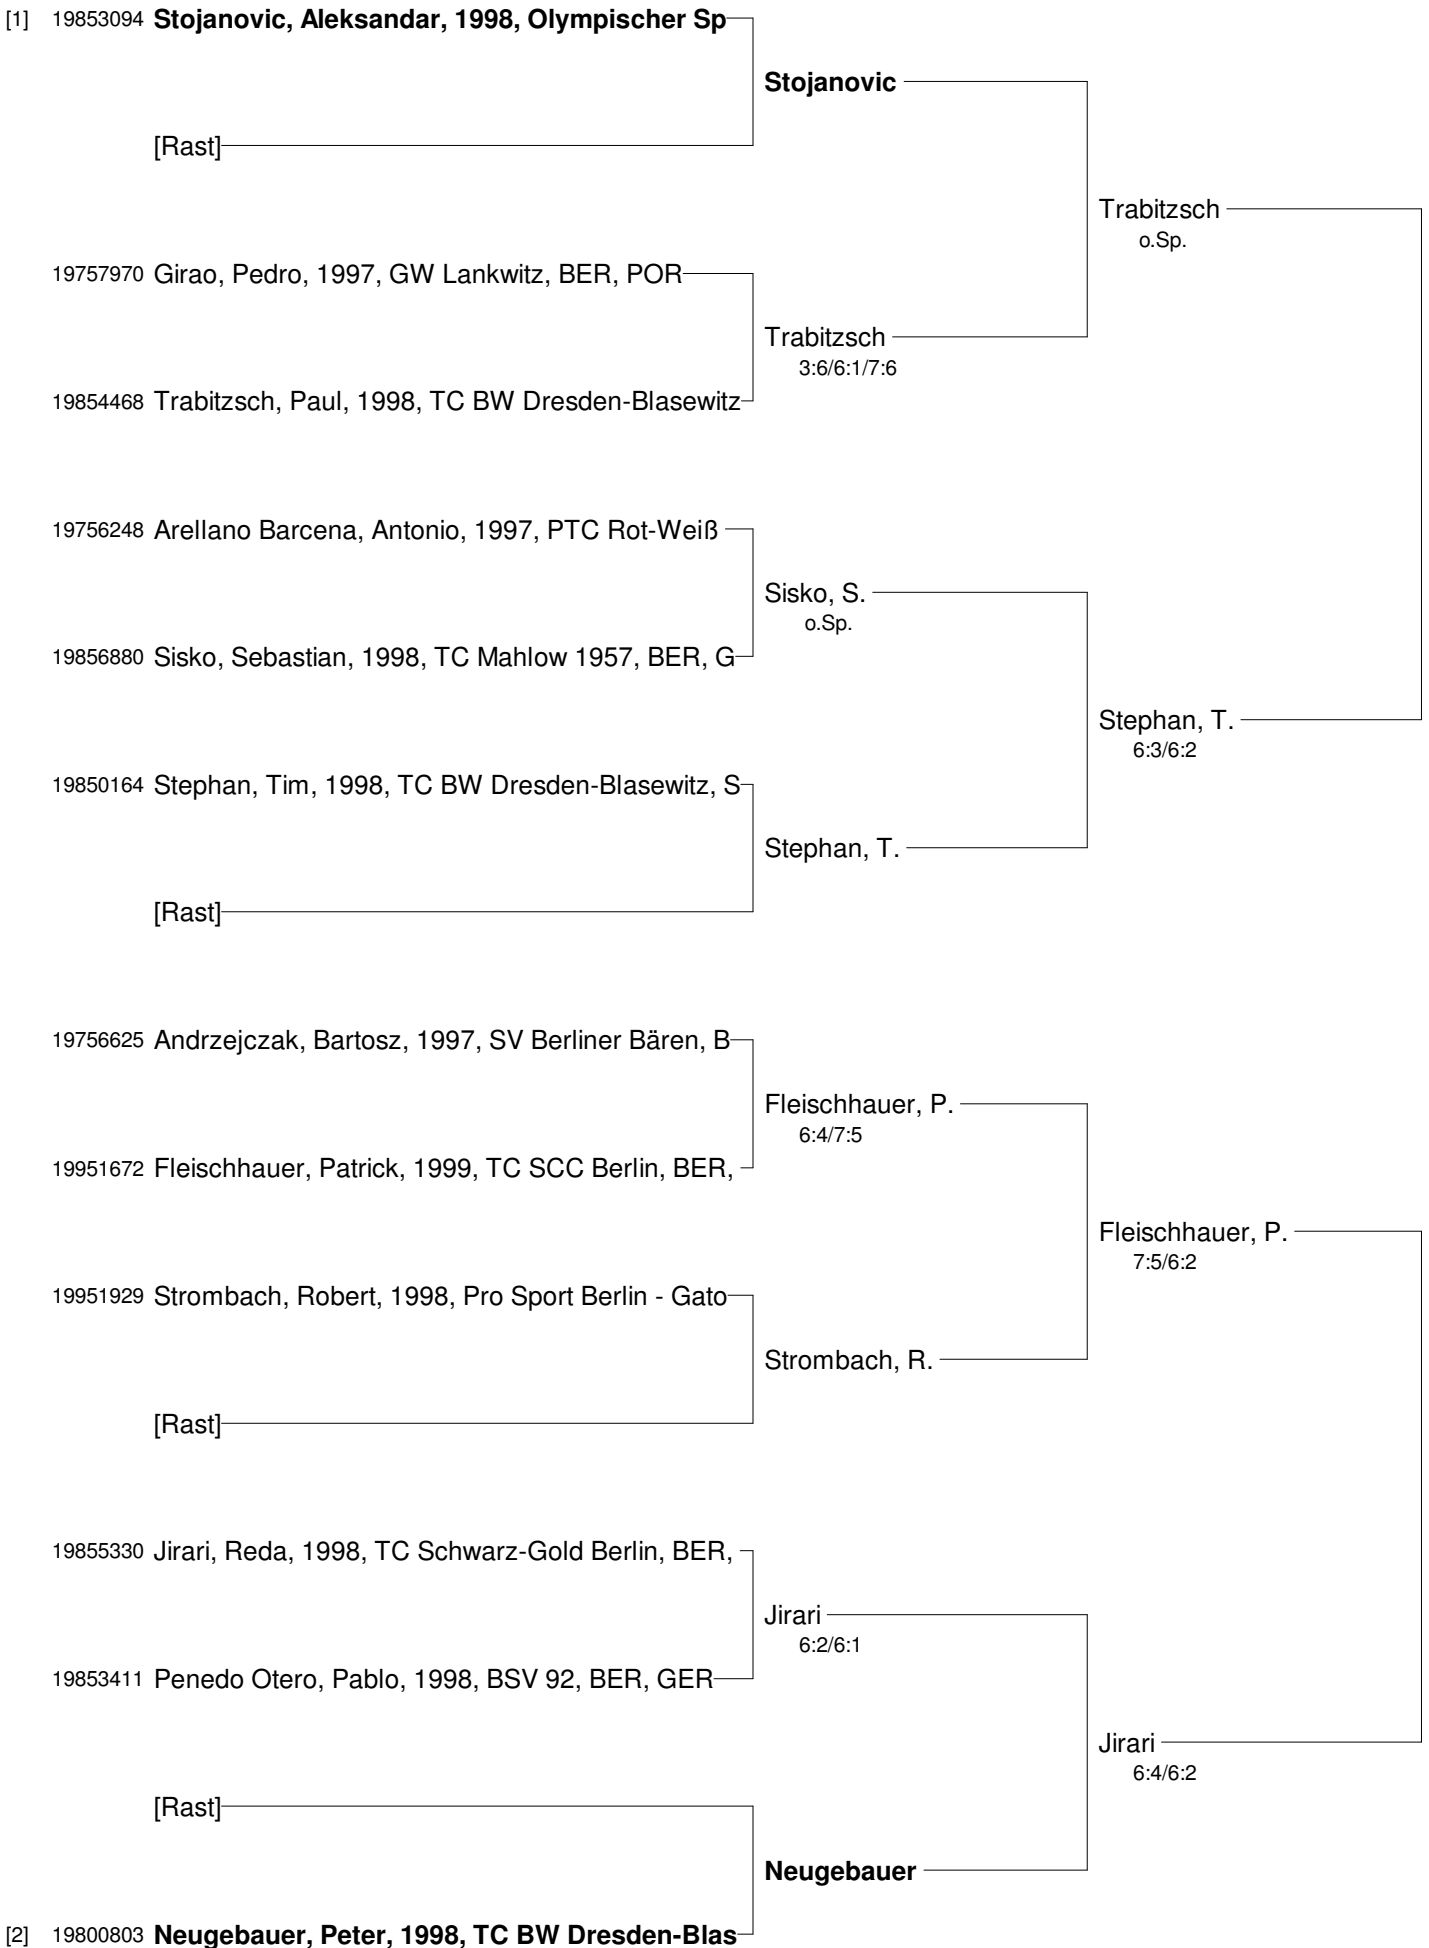 [1] 19853094 Stojanovic, Aleksandar, 1998, Olympischer Sp
Stojanovic
[Rast]
Trabitzsch
o.Sp.
19757970 Girao, Pedro, 1997, GW Lankwitz, BER, POR
Trabitzsch
3:6/6:1/7:6
19854468 Trabitzsch, Paul, 1998, TC BW Dresden-Blasewitz
19756248 Arellano Barcena, Antonio, 1997, PTC Rot-Weiß
Sisko, S.
o.Sp.
19856880 Sisko, Sebastian, 1998, TC Mahlow 1957, BER, G
Stephan, T.
6:3/6:2
19850164 Stephan, Tim, 1998, TC BW Dresden-Blasewitz, S
Stephan, T.
[Rast]
19756625 Andrzejczak, Bartosz, 1997, SV Berliner Bären, B
Fleischhauer, P.
6:4/7:5
19951672 Fleischhauer, Patrick, 1999, TC SCC Berlin, BER,
Fleischhauer, P.
7:5/6:2
19951929 Strombach, Robert, 1998, Pro Sport Berlin - Gato
Strombach, R.
[Rast]
19855330 Jirari, Reda, 1998, TC Schwarz-Gold Berlin, BER,
Jirari
6:2/6:1
19853411 Penedo Otero, Pablo, 1998, BSV 92, BER, GER
Jirari
6:4/6:2
[Rast]
Neugebauer
[2] 19800803 Neugebauer, Peter, 1998, TC BW Dresden-Blas